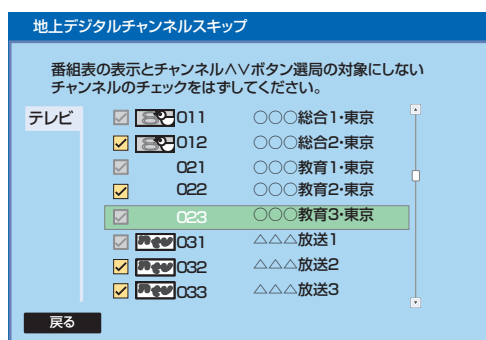 地上デジタルチャンネルスキップ
番組表の表示とチャンネル∧∨ボタン選局の対象にしない
チャンネルのチェックをはずしてください。
テレビ
011 ○○○総合1・東京
012 ○○○総合2・東京
021 ○○○教育1・東京
022 ○○○教育2・東京
023 ○○○教育3・東京
031 △△△放送1
032 △△△放送2
033 △△△放送3
戻る